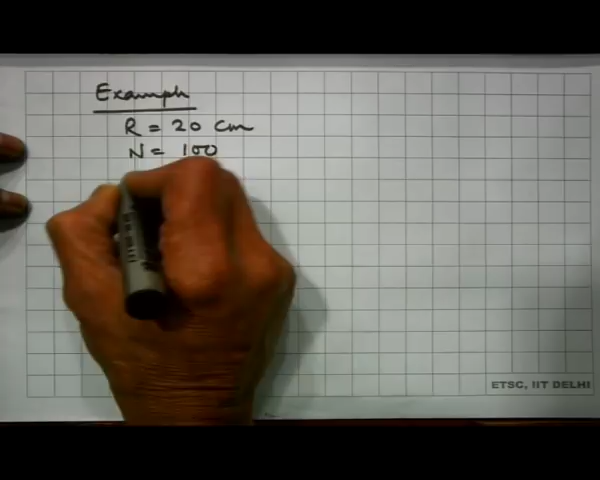 Example
R = 20 cm
N = 100
ETSC, IIT DELHI